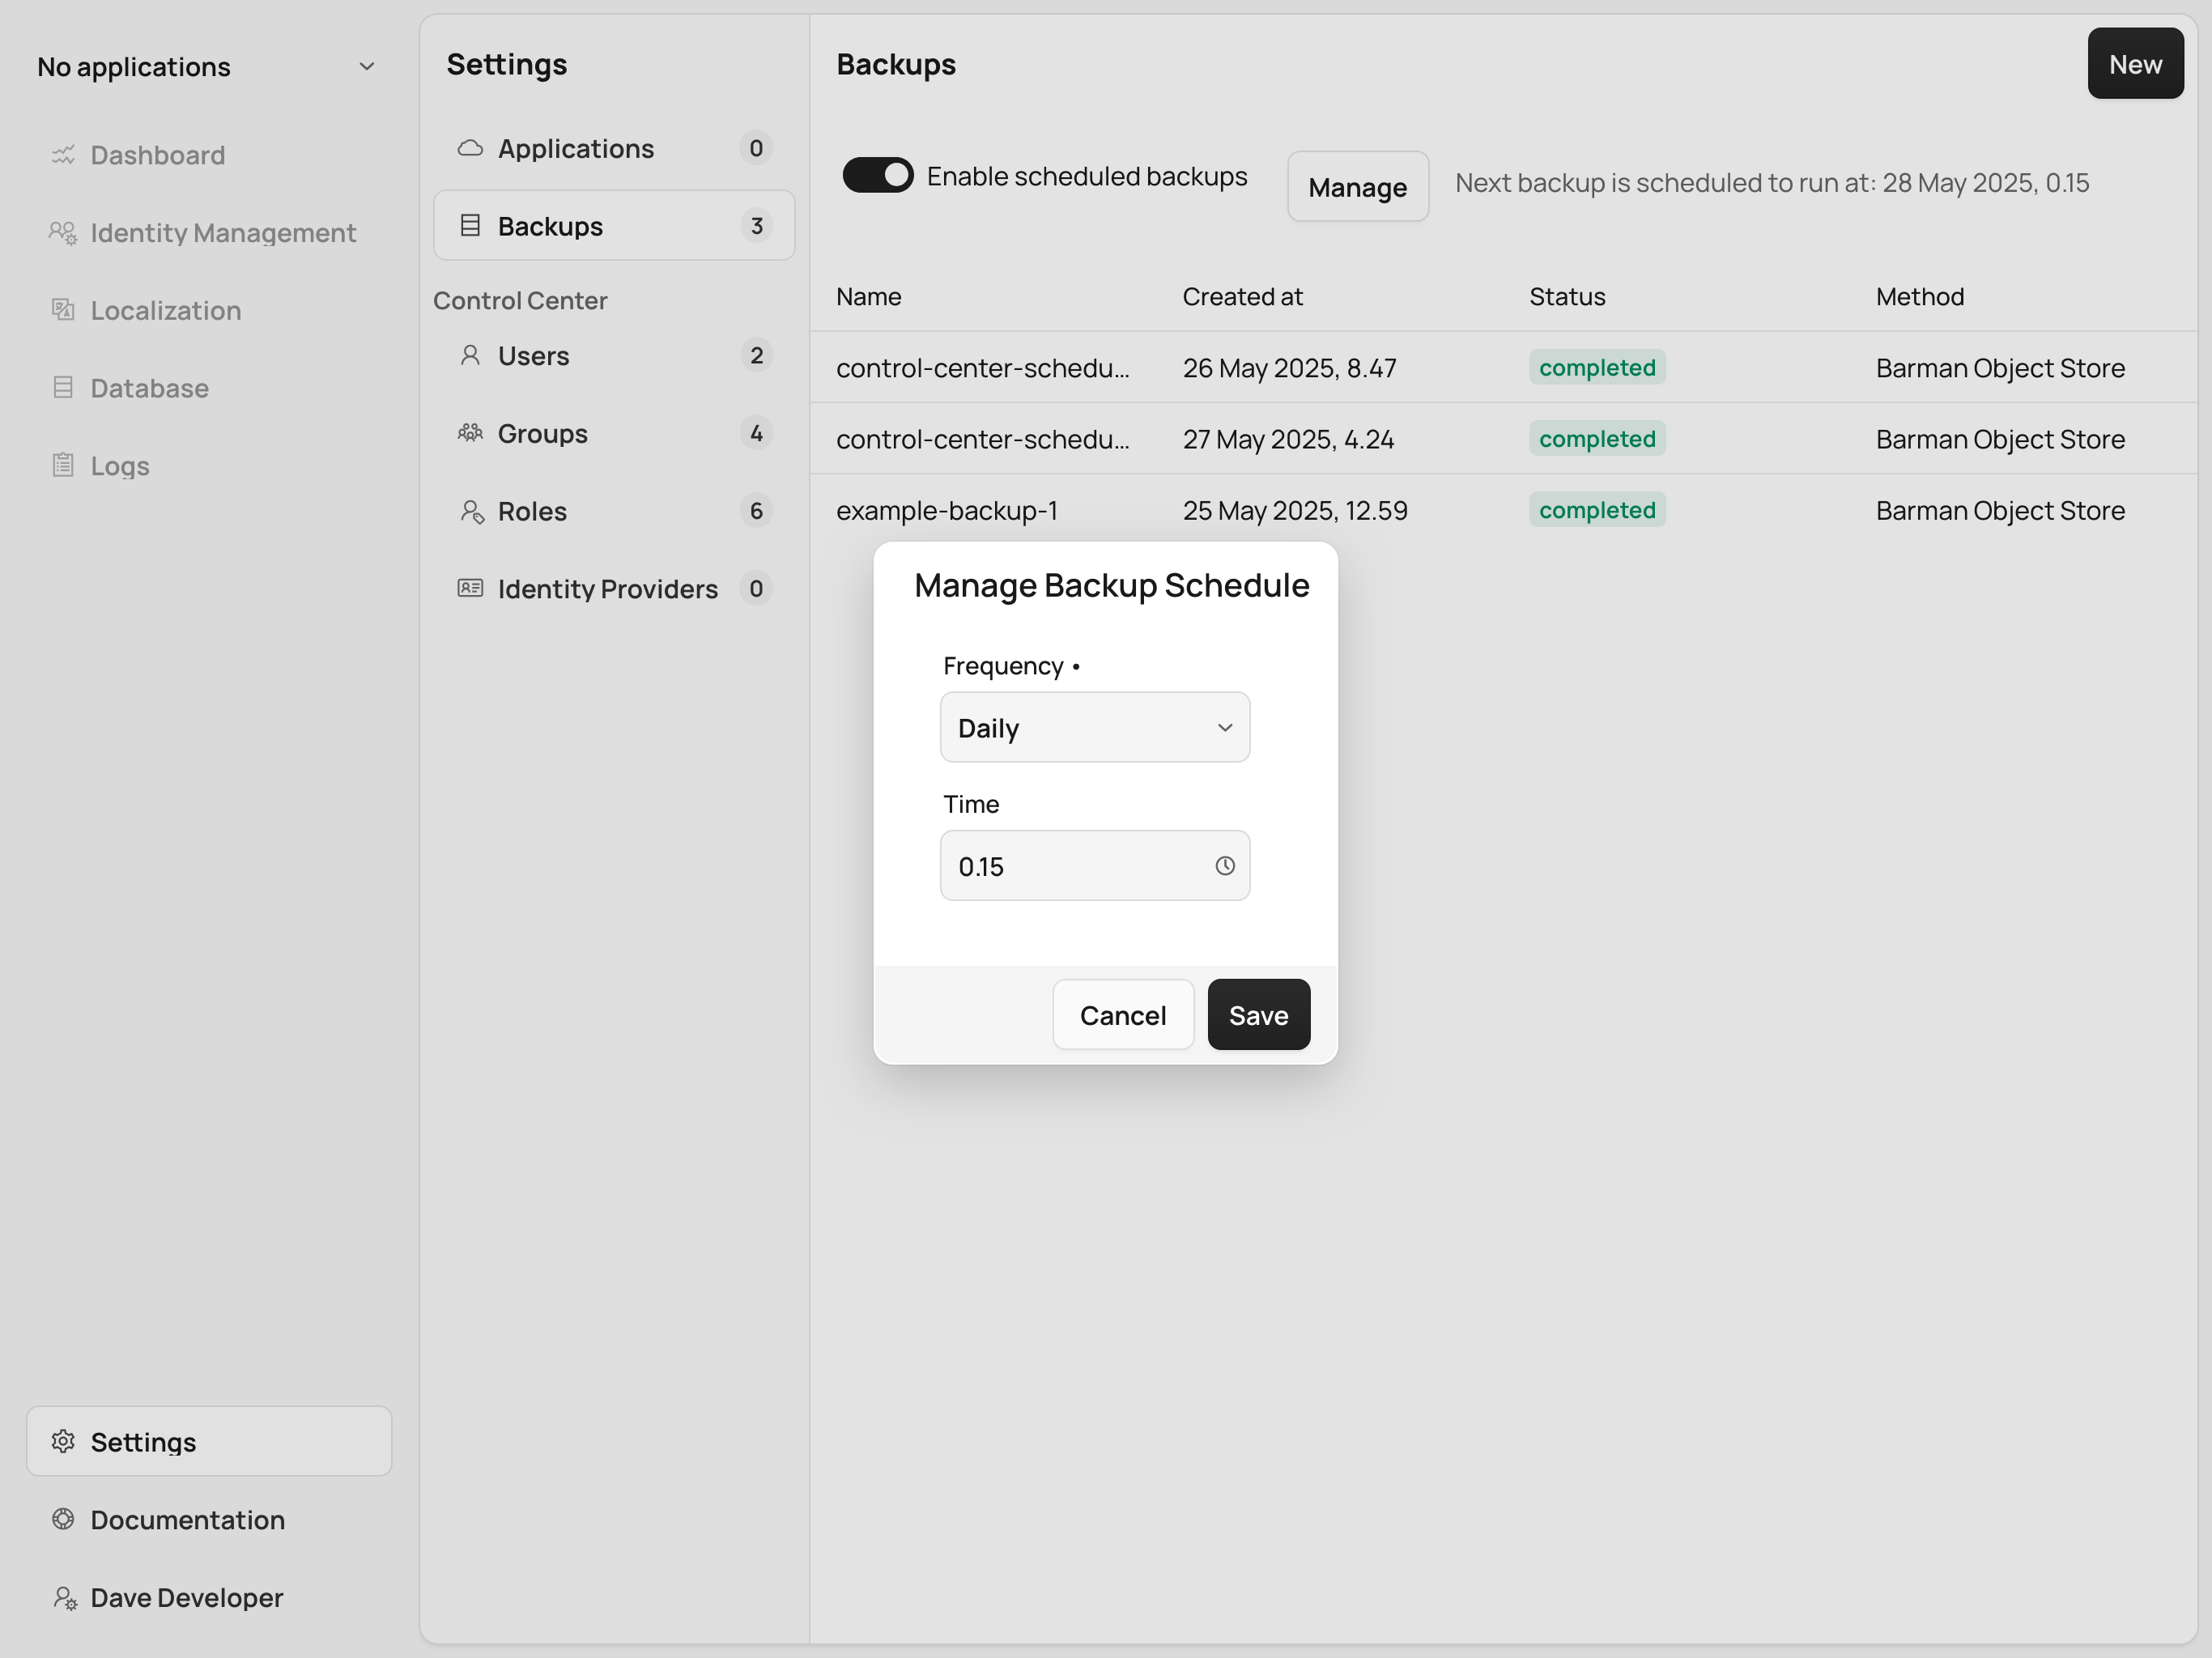 No applications
Dashboard
Identity Management
Localization
Database
Logs
Settings
Documentation
Dave Developer
Settings
Applications 0
Backups 3
Control Center
Users 2
Groups 4
Roles 6
Identity Providers 0
Backups
New
Enable scheduled backups
Manage
Next backup is scheduled to run at: 28 May 2025, 0.15
Name Created at Status Method
control-center-schedu... 26 May 2025, 8.47 completed Barman Object Store
control-center-schedu... 27 May 2025, 4.24 completed Barman Object Store
example-backup-1 25 May 2025, 12.59 completed Barman Object Store
Manage Backup Schedule
Frequency •
Daily
Time
0.15
Cancel
Save